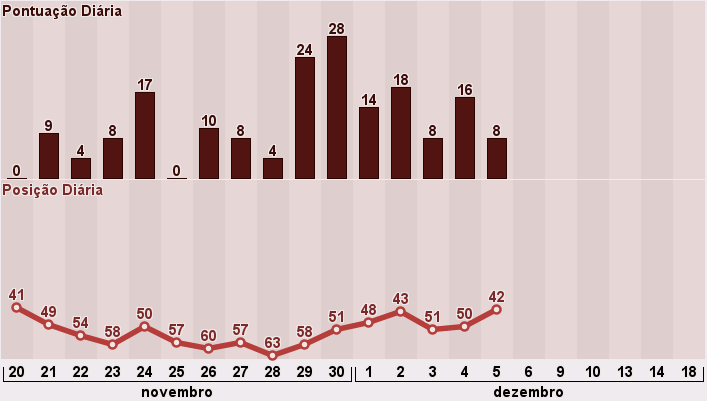 Pontuação Diária
0 9 4 8 17 0 10 8 4 24 28 14 18 8 16 8
Posição Diária
41 49 54 58 50 57 60 57 63 58 51 48 43 51 50 42
20 21 22 23 24 25 26 27 28 29 30 1 2 3 4 5 6 9 10 13 14 18
novembro dezembro